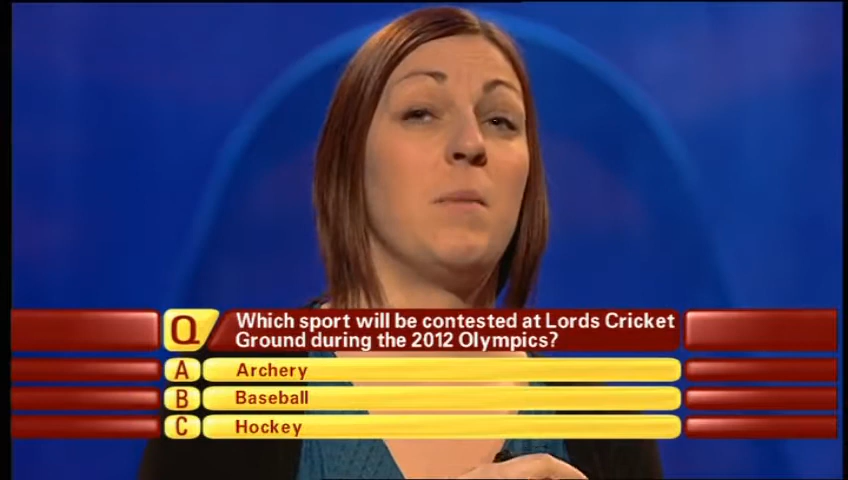 Q Which sport will be contested at Lords Cricket
Ground during the 2012 Olympics?
A Archery
B Baseball
C Hockey